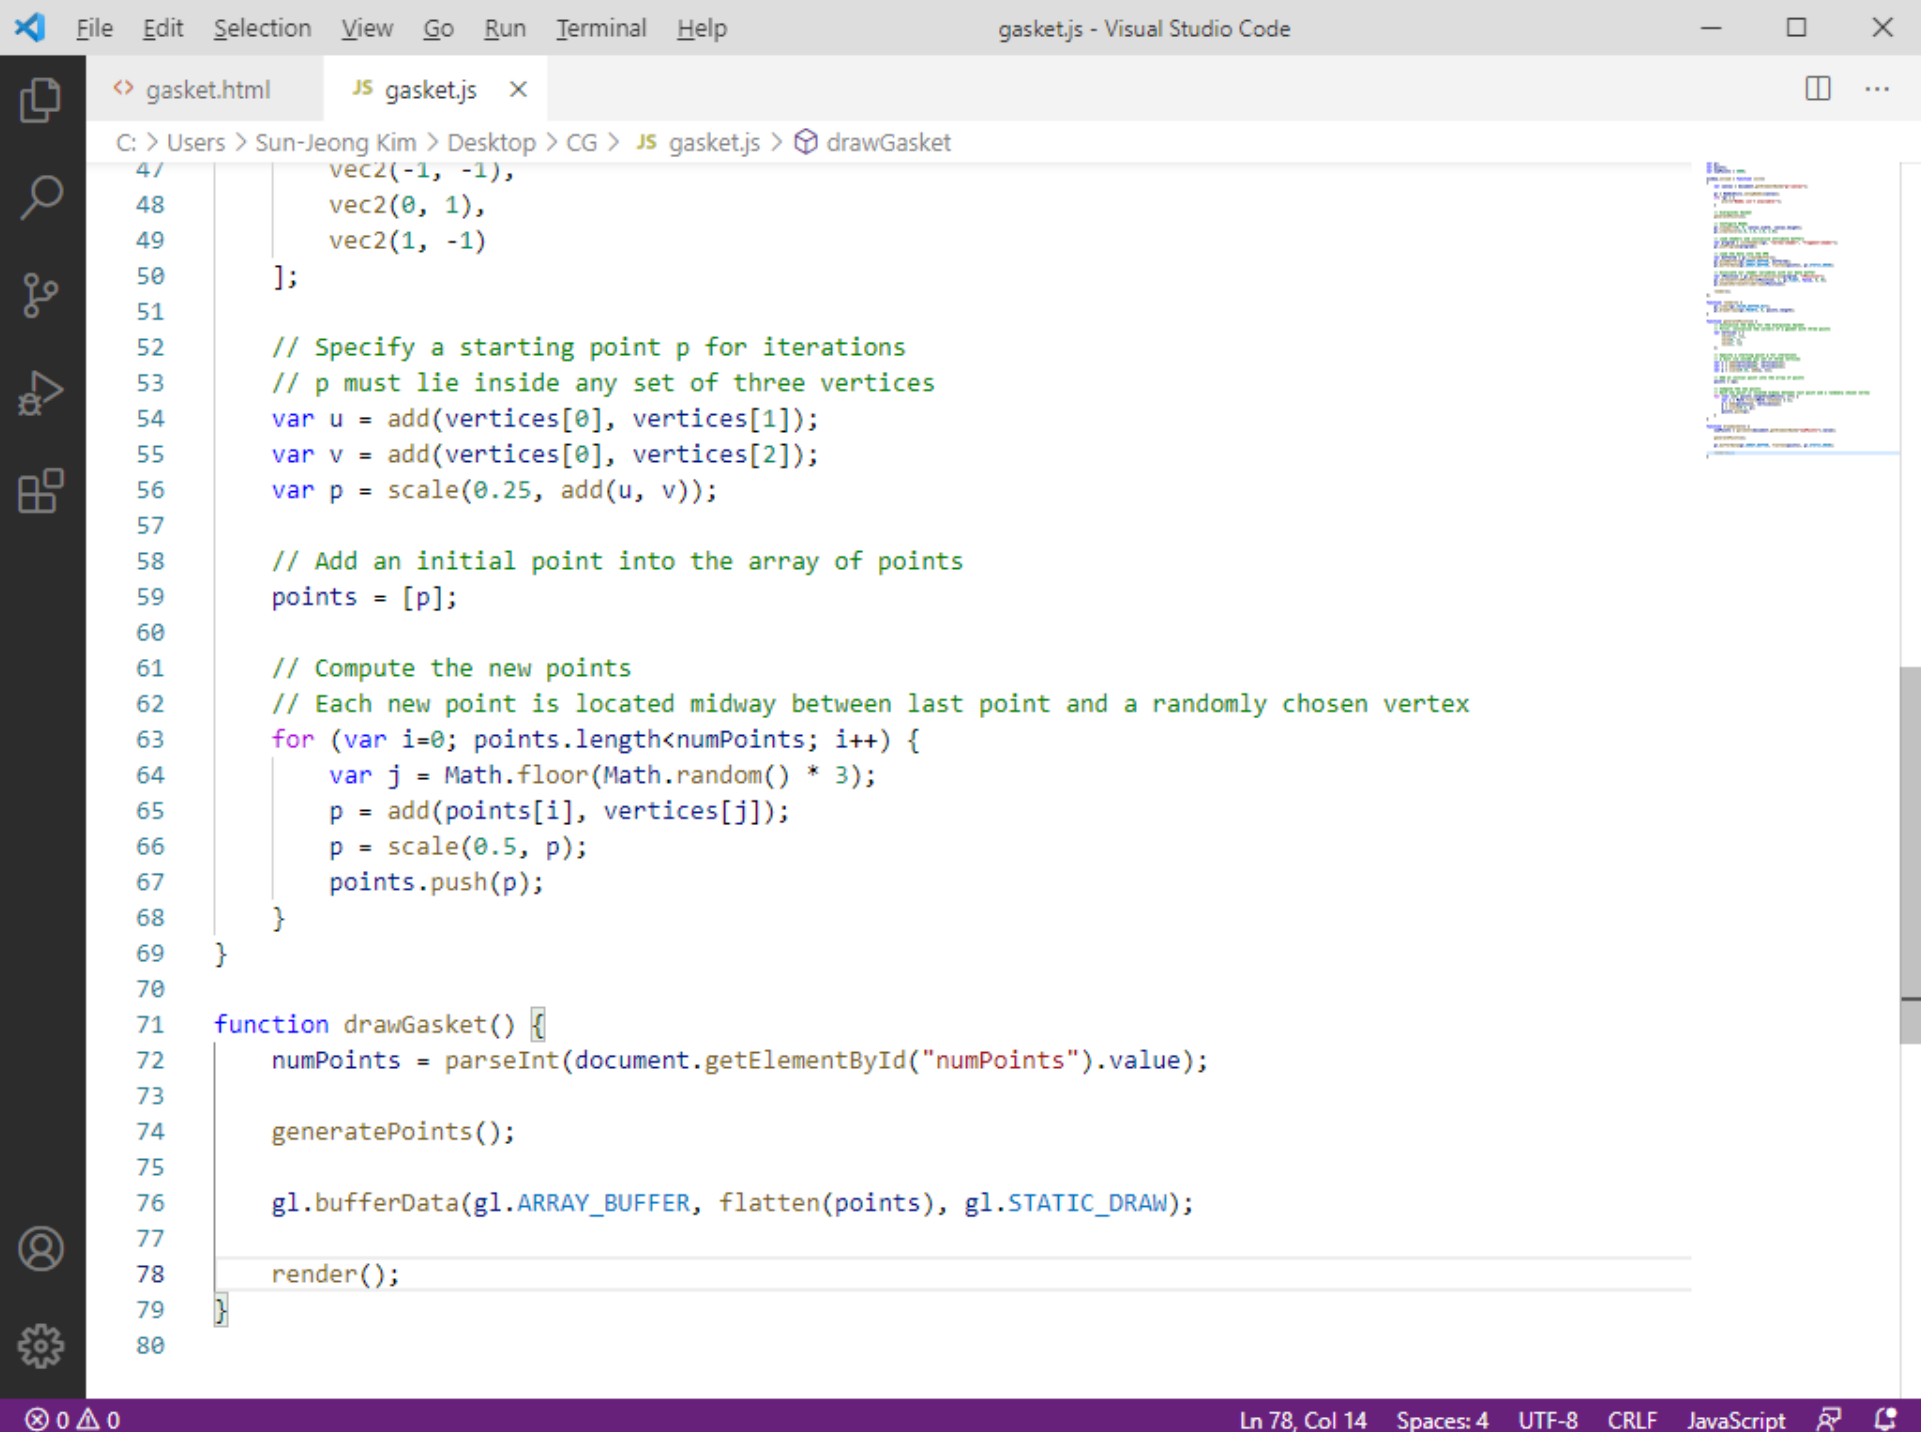 File Edit Selection View Go Run Terminal Help gasket.js - Visual Studio Code
gasket.html JS gasket.js
C: > Users > Sun-Jeong Kim > Desktop > CG > JS gasket.js > drawGasket
47 vec2(-1, -1),
48 vec2(0, 1),
49 vec2(1, -1)
50 ];
51
52 // Specify a starting point p for iterations
53 // p must lie inside any set of three vertices
54 var u = add(vertices[0], vertices[1]);
55 var v = add(vertices[0], vertices[2]);
56 var p = scale(0.25, add(u, v));
57
58 // Add an initial point into the array of points
59 points = [p];
60
61 // Compute the new points
62 // Each new point is located midway between last point and a randomly chosen vertex
63 for (var i=0; points.length<numPoints; i++) {
64 var j = Math.floor(Math.random() * 3);
65 p = add(points[i], vertices[j]);
66 p = scale(0.5, p);
67 points.push(p);
68 }
69 }
70
71 function drawGasket() {
72 numPoints = parseInt(document.getElementById("numPoints").value);
73
74 generatePoints();
75
76 gl.bufferData(gl.ARRAY_BUFFER, flatten(points), gl.STATIC_DRAW);
77
78 render();
79 }
80
0 0 Ln 78, Col 14 Spaces: 4 UTF-8 CRLF JavaScript